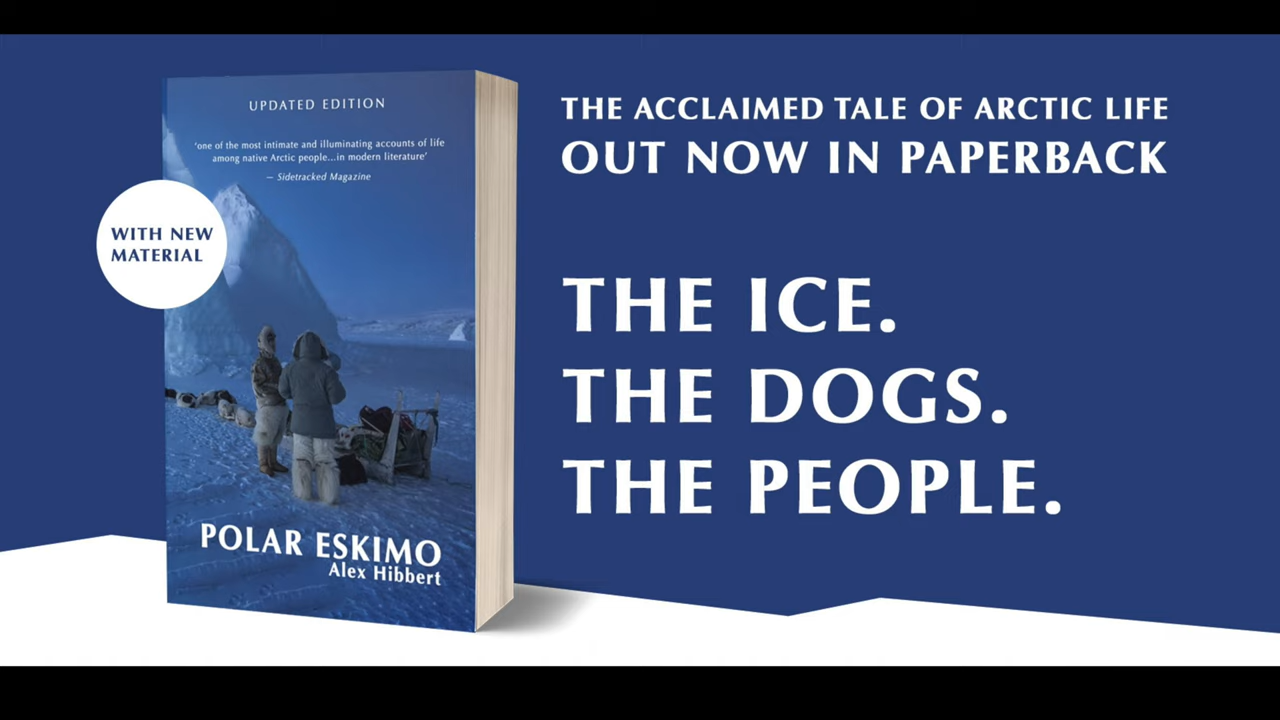 UPDATED EDITION
'one of the most intimate and illuminating accounts of life
among native Arctic people...in modern literature'
— Sidetracked Magazine
WITH NEW
MATERIAL
POLAR ESKIMO
Alex Hibbert
THE ACCLAIMED TALE OF ARCTIC LIFE
OUT NOW IN PAPERBACK
THE ICE.
THE DOGS.
THE PEOPLE.